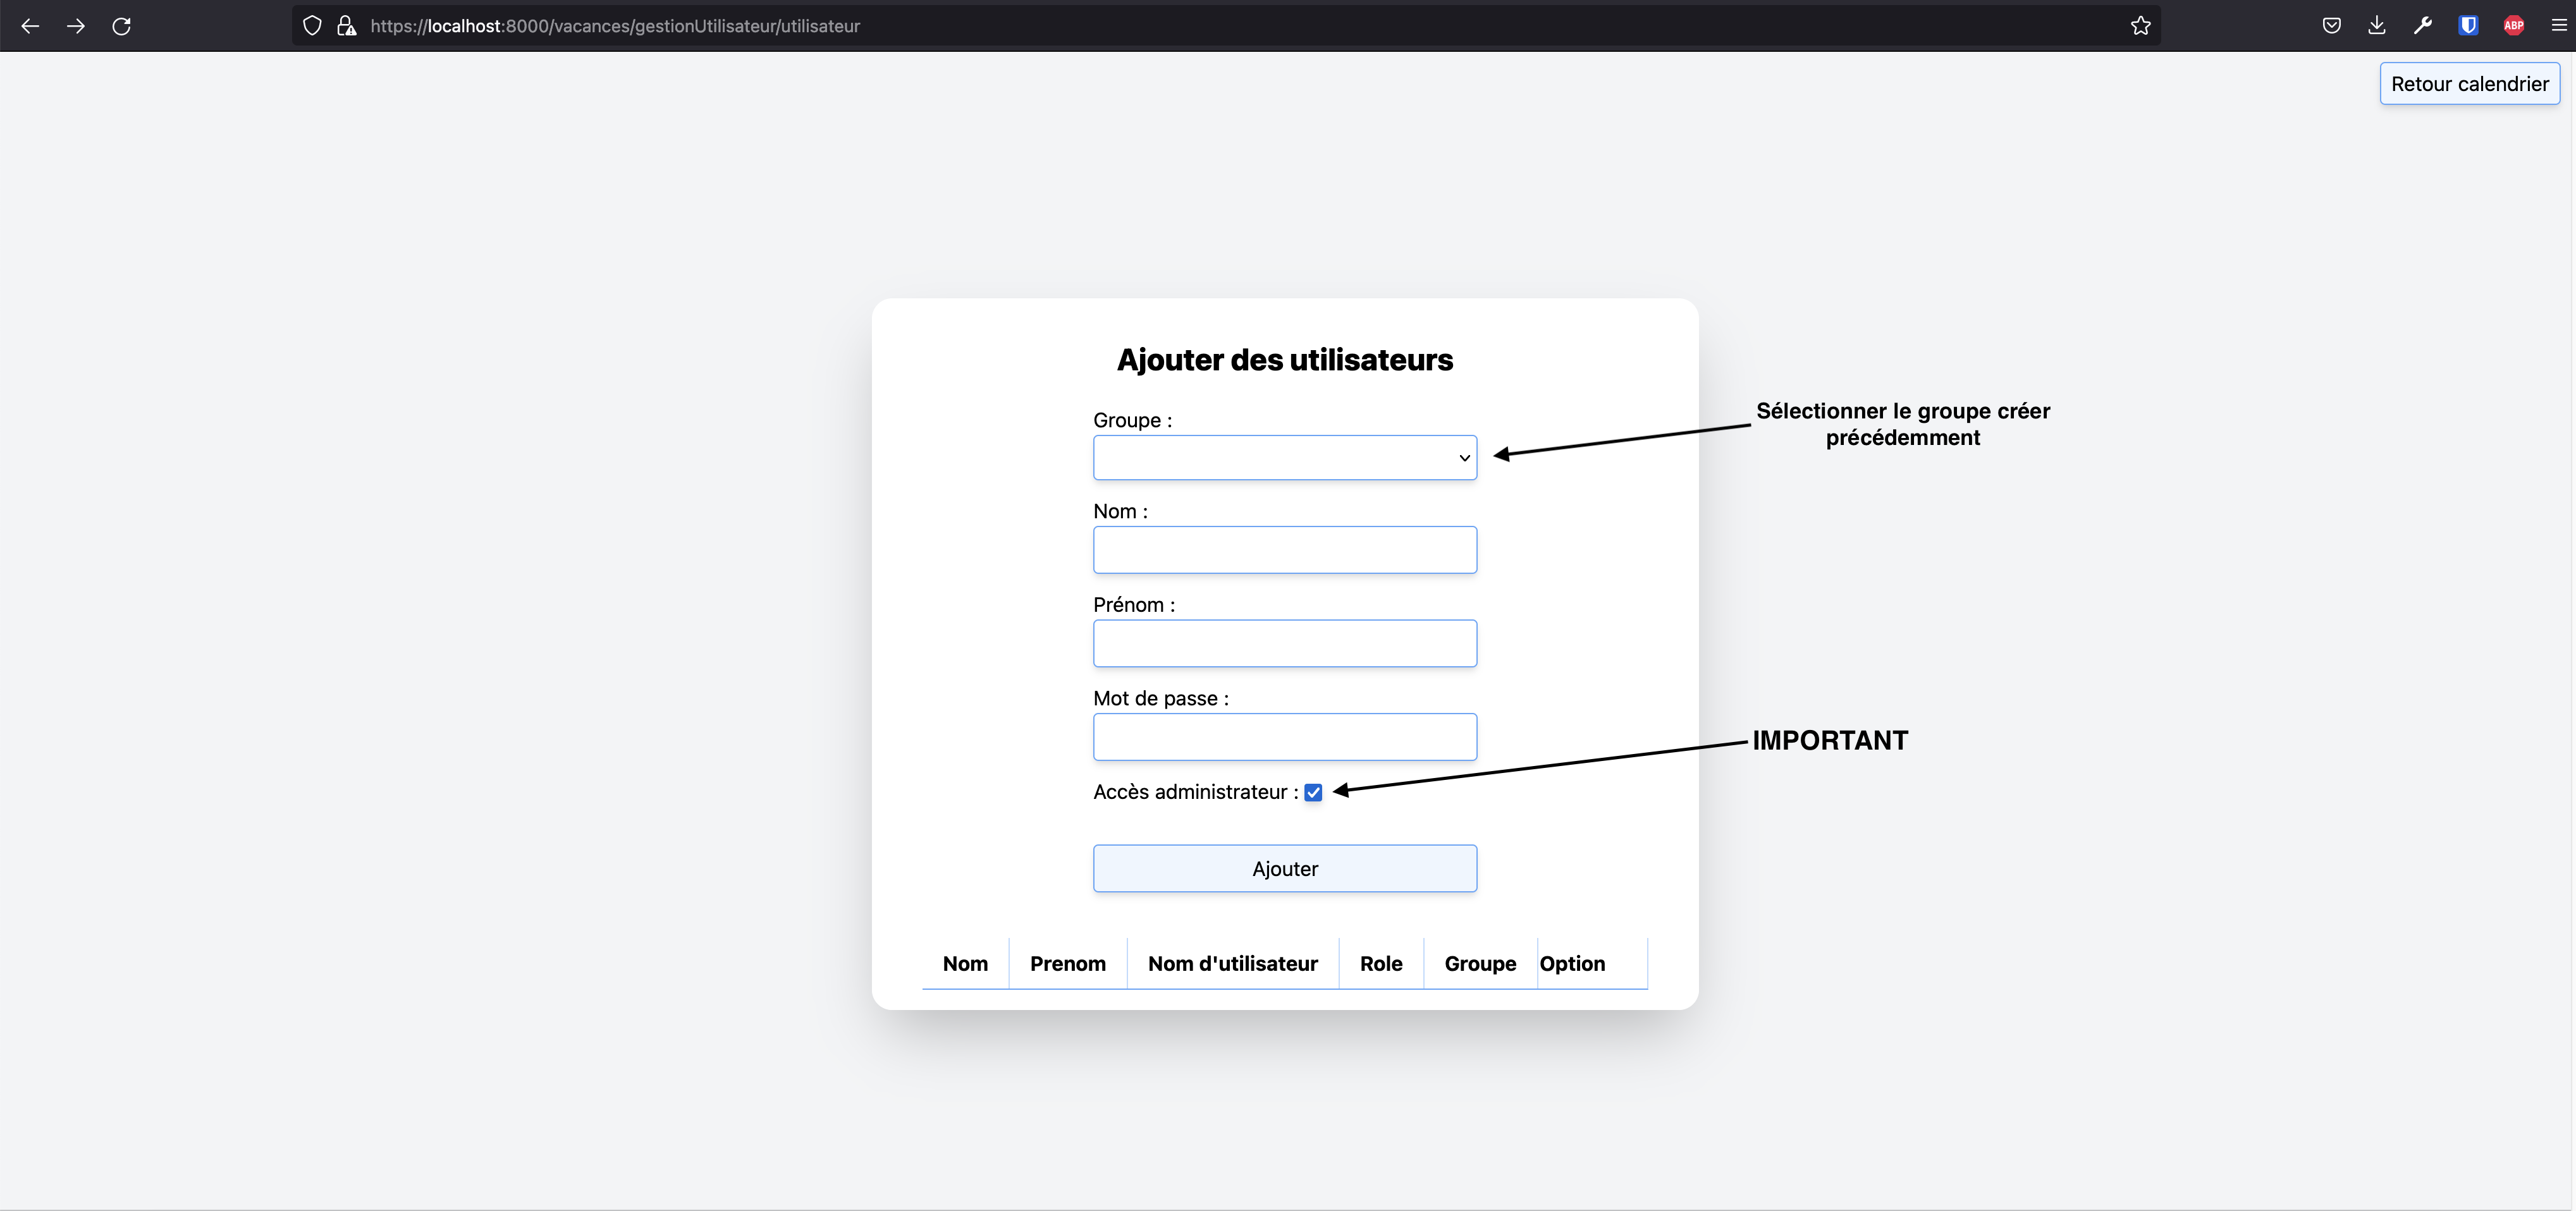 https://localhost:8000/vacances/gestionUtilisateur/utilisateur
ABP
Retour calendrier
Ajouter des utilisateurs
Groupe :
Sélectionner le groupe créer
précédemment
Nom :
Prénom :
Mot de passe :
IMPORTANT
Accès administrateur :
Ajouter
Nom Prenom Nom d'utilisateur Role Groupe Option